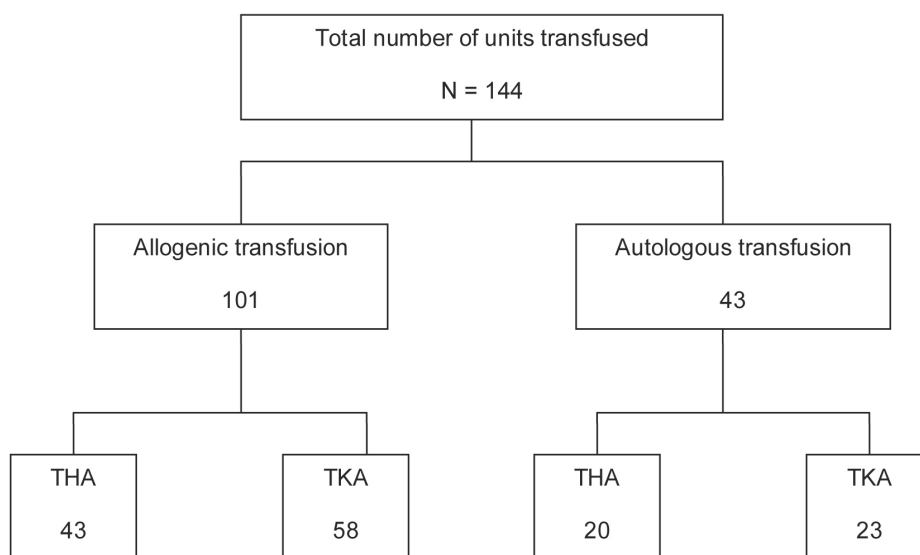 Total number of units transfused
N = 144
Allogenic transfusion
101
Autologous transfusion
43
THA
43
TKA
58
THA
20
TKA
23